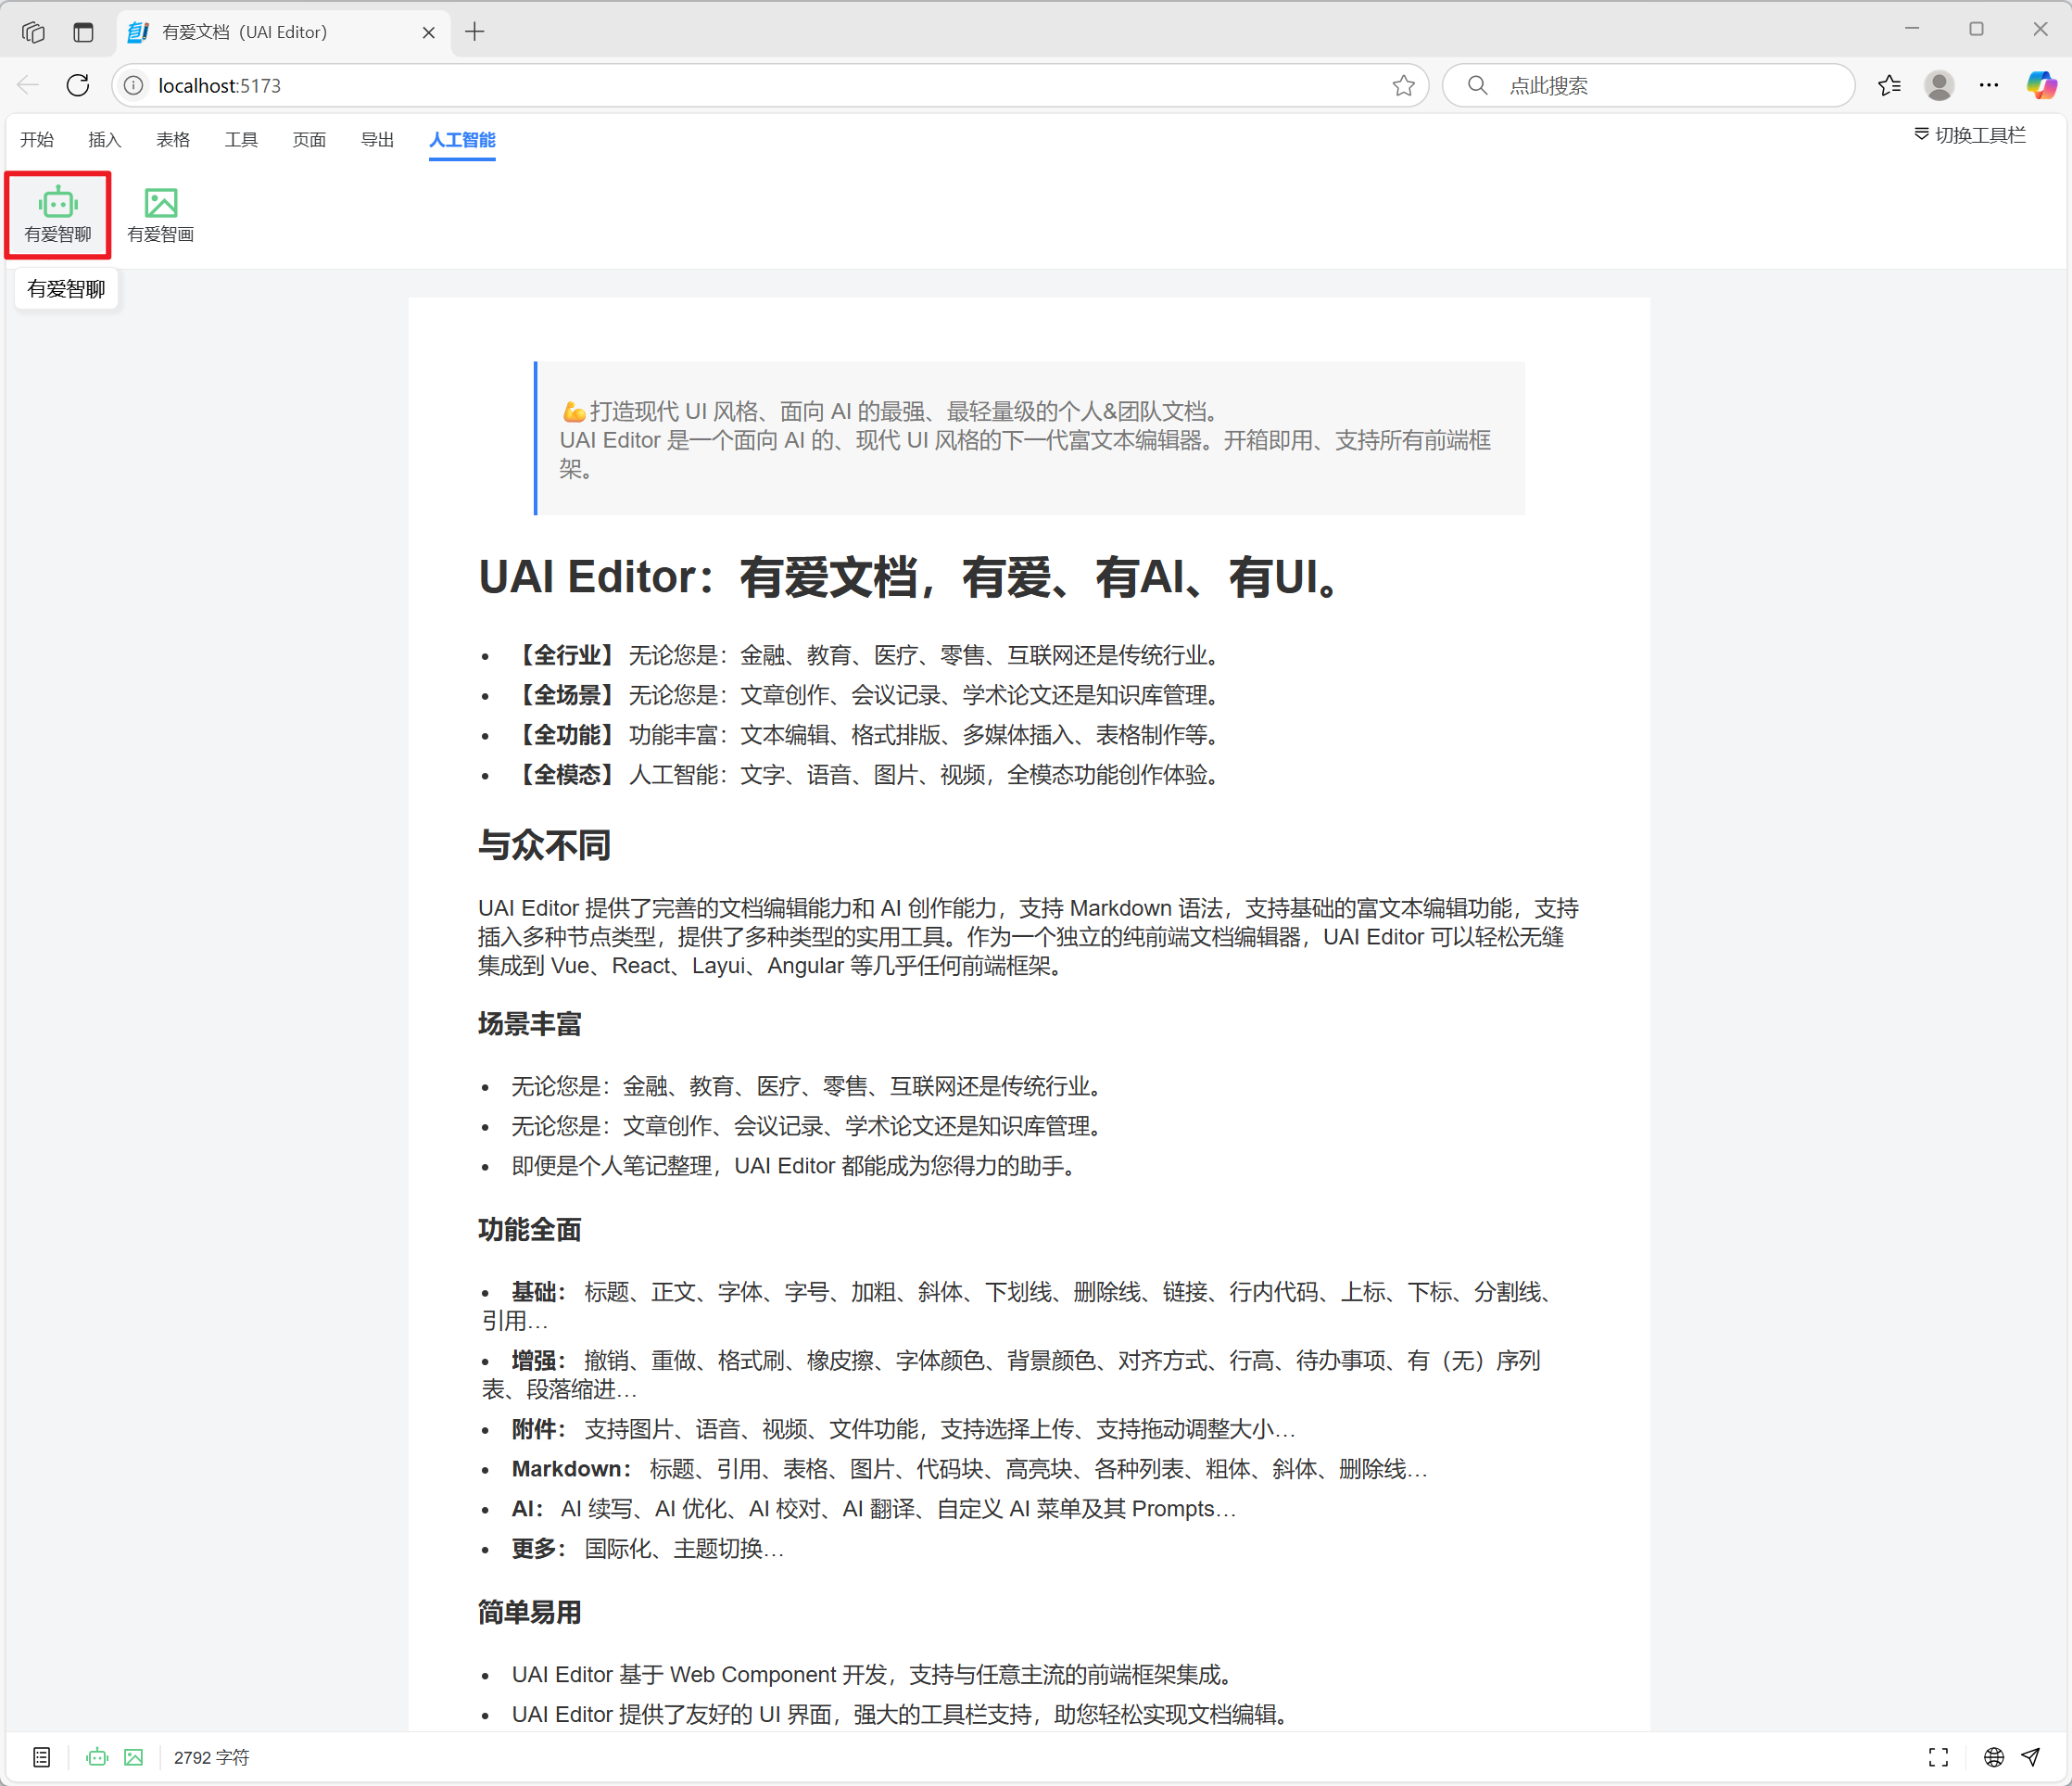 有爱文档（UAI Editor）
localhost:5173
点此搜索
开始 插入 表格 工具 页面 导出 人工智能 切换工具栏
有爱智聊 有爱智画
有爱智聊
💪打造现代 UI 风格、面向 AI 的最强、最轻量级的个人&团队文档。
UAI Editor 是一个面向 AI 的、现代 UI 风格的下一代富文本编辑器。开箱即用、支持所有前端框
架。
UAI Editor：有爱文档，有爱、有AI、有UI。
• 【全行业】 无论您是：金融、教育、医疗、零售、互联网还是传统行业。
• 【全场景】 无论您是：文章创作、会议记录、学术论文还是知识库管理。
• 【全功能】 功能丰富：文本编辑、格式排版、多媒体插入、表格制作等。
• 【全模态】 人工智能：文字、语音、图片、视频，全模态功能创作体验。
与众不同
UAI Editor 提供了完善的文档编辑能力和 AI 创作能力，支持 Markdown 语法，支持基础的富文本编辑功能，支持
插入多种节点类型，提供了多种类型的实用工具。作为一个独立的纯前端文档编辑器，UAI Editor 可以轻松无缝
集成到 Vue、React、Layui、Angular 等几乎任何前端框架。
场景丰富
• 无论您是：金融、教育、医疗、零售、互联网还是传统行业。
• 无论您是：文章创作、会议记录、学术论文还是知识库管理。
• 即便是个人笔记整理，UAI Editor 都能成为您得力的助手。
功能全面
• 基础： 标题、正文、字体、字号、加粗、斜体、下划线、删除线、链接、行内代码、上标、下标、分割线、
引用…
• 增强： 撤销、重做、格式刷、橡皮擦、字体颜色、背景颜色、对齐方式、行高、待办事项、有（无）序列
表、段落缩进…
• 附件： 支持图片、语音、视频、文件功能，支持选择上传、支持拖动调整大小…
• Markdown： 标题、引用、表格、图片、代码块、高亮块、各种列表、粗体、斜体、删除线…
• AI： AI 续写、AI 优化、AI 校对、AI 翻译、自定义 AI 菜单及其 Prompts…
• 更多： 国际化、主题切换…
简单易用
• UAI Editor 基于 Web Component 开发，支持与任意主流的前端框架集成。
• UAI Editor 提供了友好的 UI 界面，强大的工具栏支持，助您轻松实现文档编辑。
2792 字符